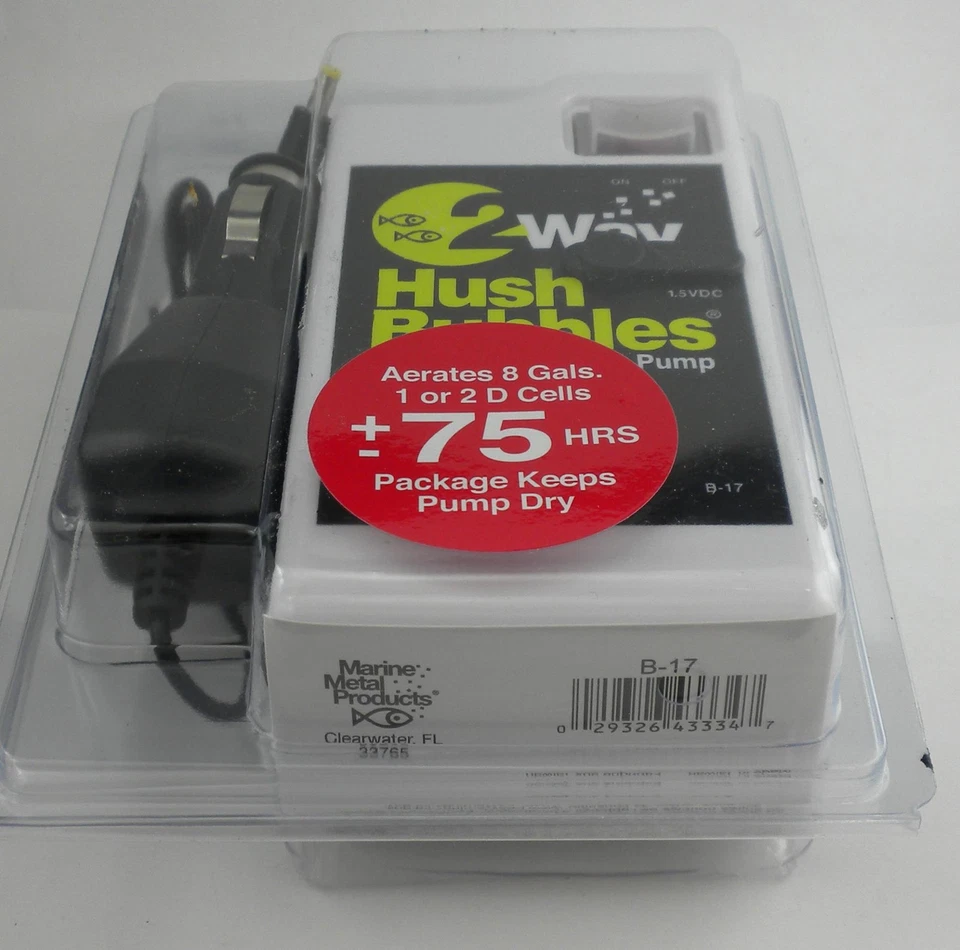 ON OFF
2 Way
Hush
1.5VDC
Bubbles®
Pump
Aerates 8 Gals.
1 or 2 D Cells
± 75 HRS
Package Keeps
Pump Dry
B-17
Marine
Metal
Products®
Clearwater, FL
33765
B-17
0 29326 43334 7